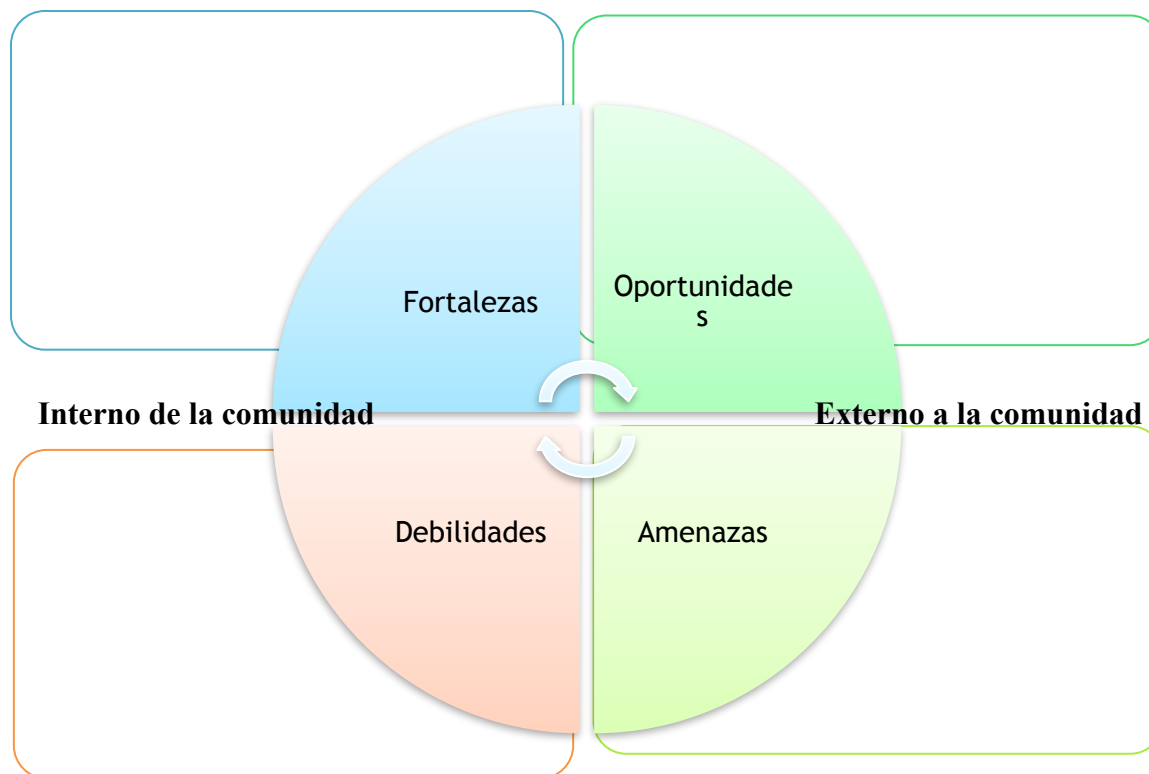 Fortalezas
Oportunidade
s
Interno de la comunidad
Externo a la comunidad
Debilidades
Amenazas